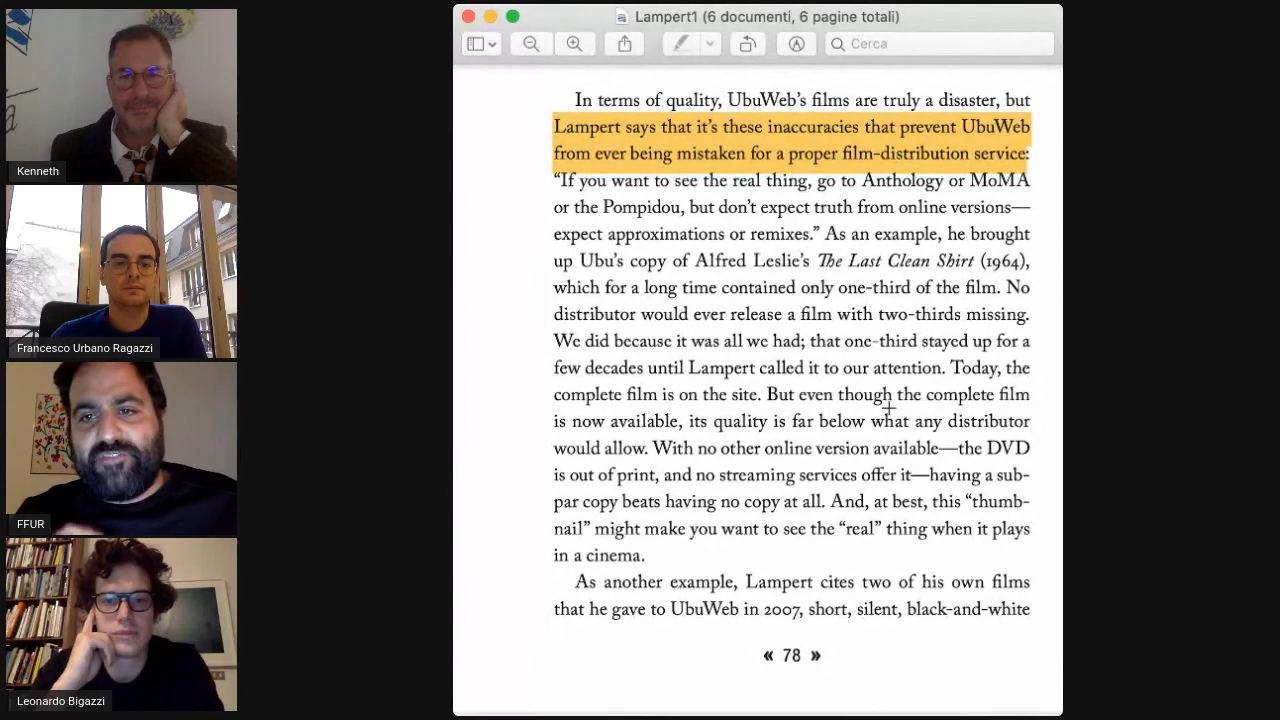 Kenneth
Francesco Urbano Ragazzi
FFUR
Leonardo Bigazzi
Lampert1 (6 documenti, 6 pagine totali)
Cerca
In terms of quality, UbuWeb’s films are truly a disaster, but
Lampert says that it’s these inaccuracies that prevent UbuWeb
from ever being mistaken for a proper film-distribution service:
“If you want to see the real thing, go to Anthology or MoMA
or the Pompidou, but don’t expect truth from online versions—
expect approximations or remixes.” As an example, he brought
up Ubu’s copy of Alfred Leslie’s The Last Clean Shirt (1964),
which for a long time contained only one-third of the film. No
distributor would ever release a film with two-thirds missing.
We did because it was all we had; that one-third stayed up for a
few decades until Lampert called it to our attention. Today, the
complete film is on the site. But even though the complete film
is now available, its quality is far below what any distributor
would allow. With no other online version available—the DVD
is out of print, and no streaming services offer it—having a sub-
par copy beats having no copy at all. And, at best, this “thumb-
nail” might make you want to see the “real” thing when it plays
in a cinema.
As another example, Lampert cites two of his own films
that he gave to UbuWeb in 2007, short, silent, black-and-white
« 78 »